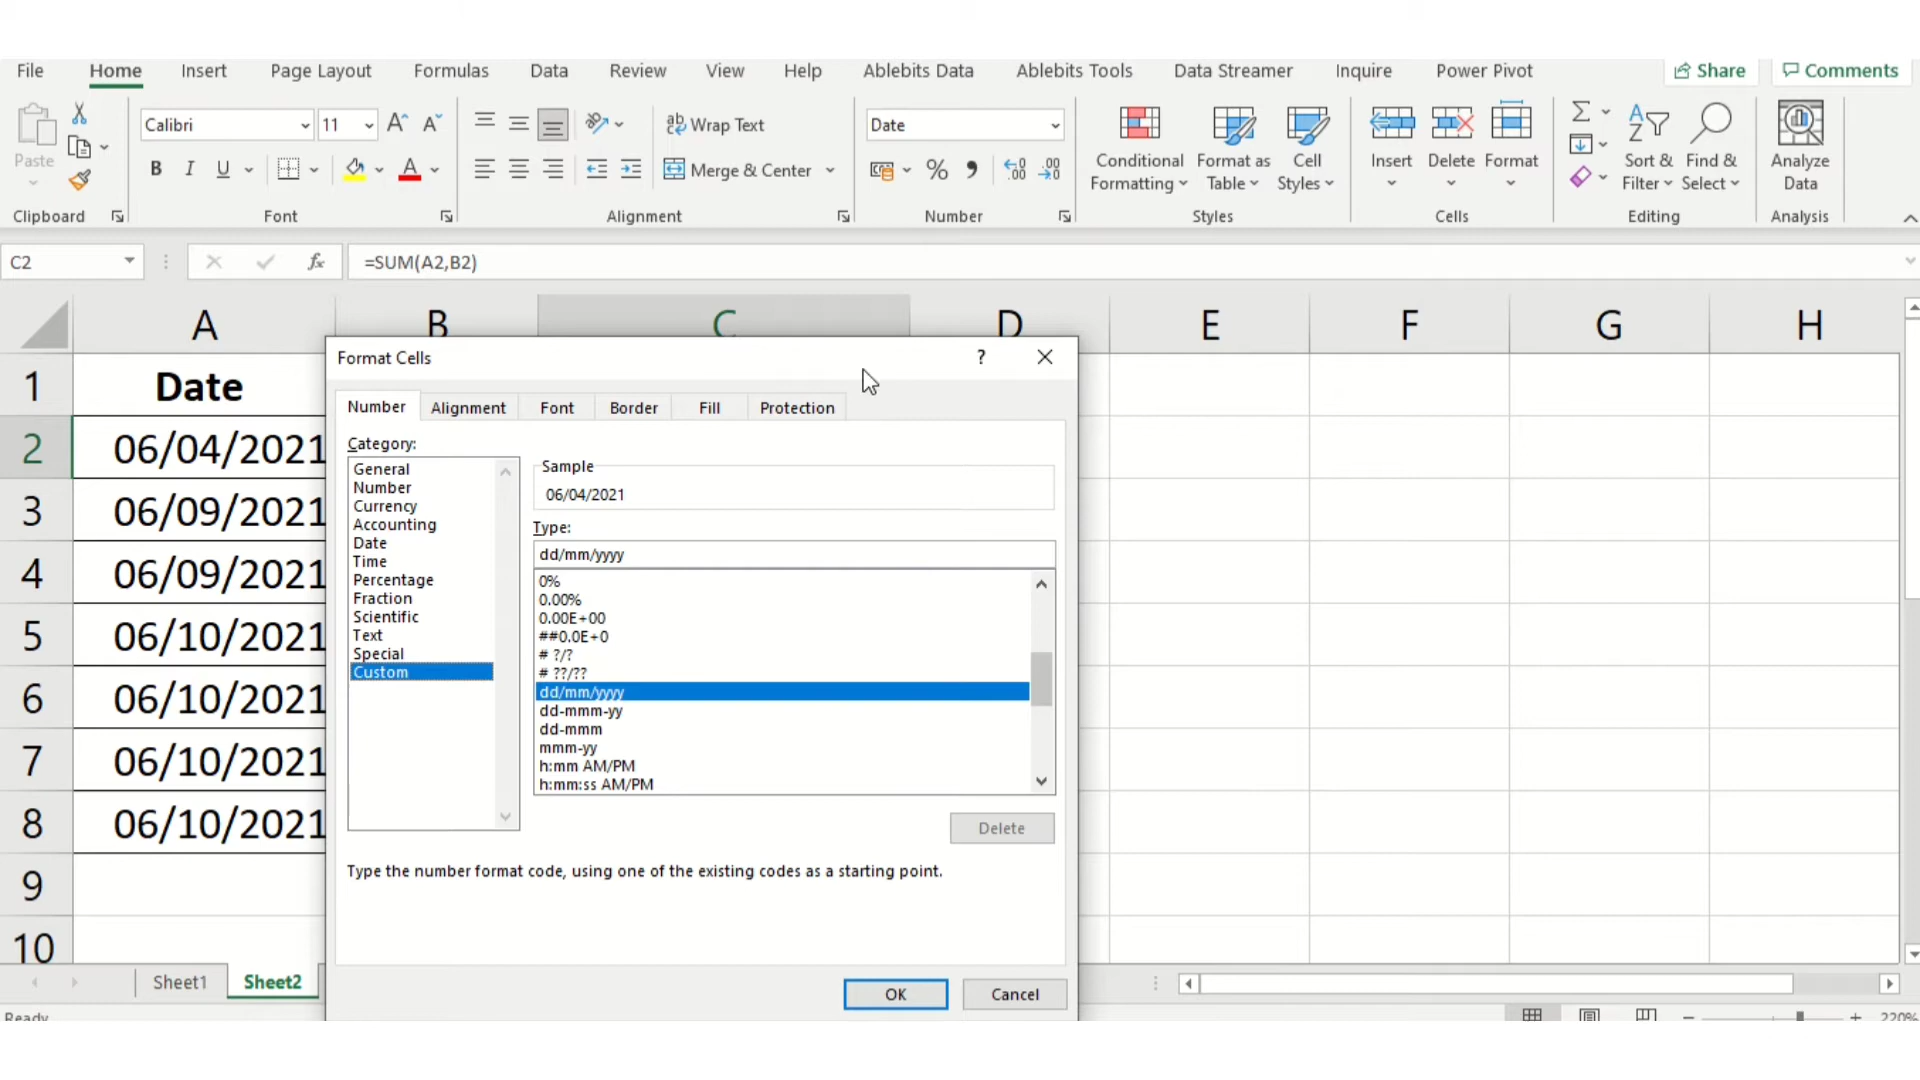 File Home Insert Page Layout Formulas Data Review View Help Ablebits Data Ablebits Tools Data Streamer Inquire Power Pivot Share Comments
Paste
Calibri 11
Wrap Text
Merge & Center
Date
Conditional Formatting
Format as Table
Cell Styles
Insert
Delete
Format
Sort & Filter
Find & Select
Analyze Data
Clipboard Font Alignment Number Styles Cells Editing Analysis
C2 fx =SUM(A2,B2)
A B C D E F G H
1 Date
2 06/04/2021
3 06/09/2021
4 06/09/2021
5 06/10/2021
6 06/10/2021
7 06/10/2021
8 06/10/2021
9
10
Format Cells ?
Number Alignment Font Border Fill Protection
Category:
General
Number
Currency
Accounting
Date
Time
Percentage
Fraction
Scientific
Text
Special
Custom
Sample
06/04/2021
Type:
dd/mm/yyyy
0%
0.00%
0.00E+00
##0.0E+0
# ?/?
# ??/??
dd/mm/yyyy
dd-mmm-yy
dd-mmm
mmm-yy
h:mm AM/PM
h:mm:ss AM/PM
Delete
Type the number format code, using one of the existing codes as a starting point.
OK Cancel
Sheet1 Sheet2
Ready 220%